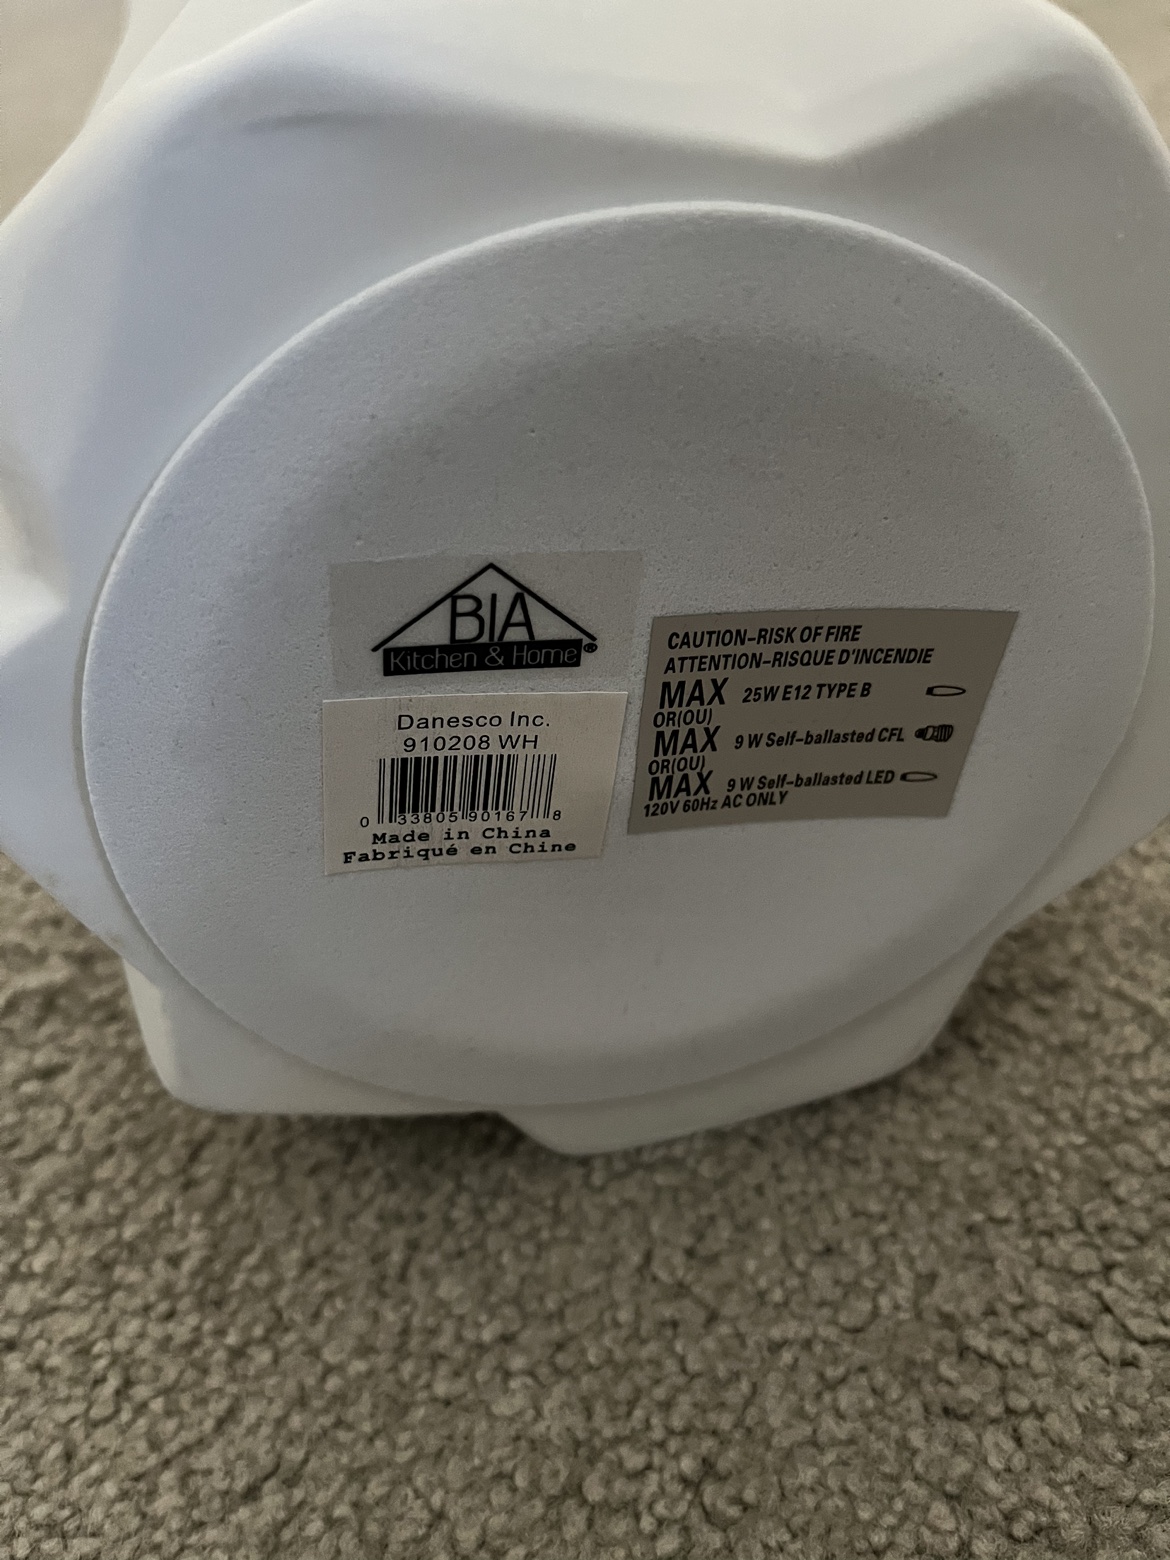 BIA
Kitchen & Home®
Danesco Inc.
910208 WH
0 33805 90167 8
Made in China
Fabriqué en Chine
CAUTION-RISK OF FIRE
ATTENTION-RISQUE D'INCENDIE
MAX 25W E12 TYPE B
OR(OU)
MAX 9 W Self-ballasted CFL
OR(OU)
MAX 9 W Self-ballasted LED
120V 60Hz AC ONLY